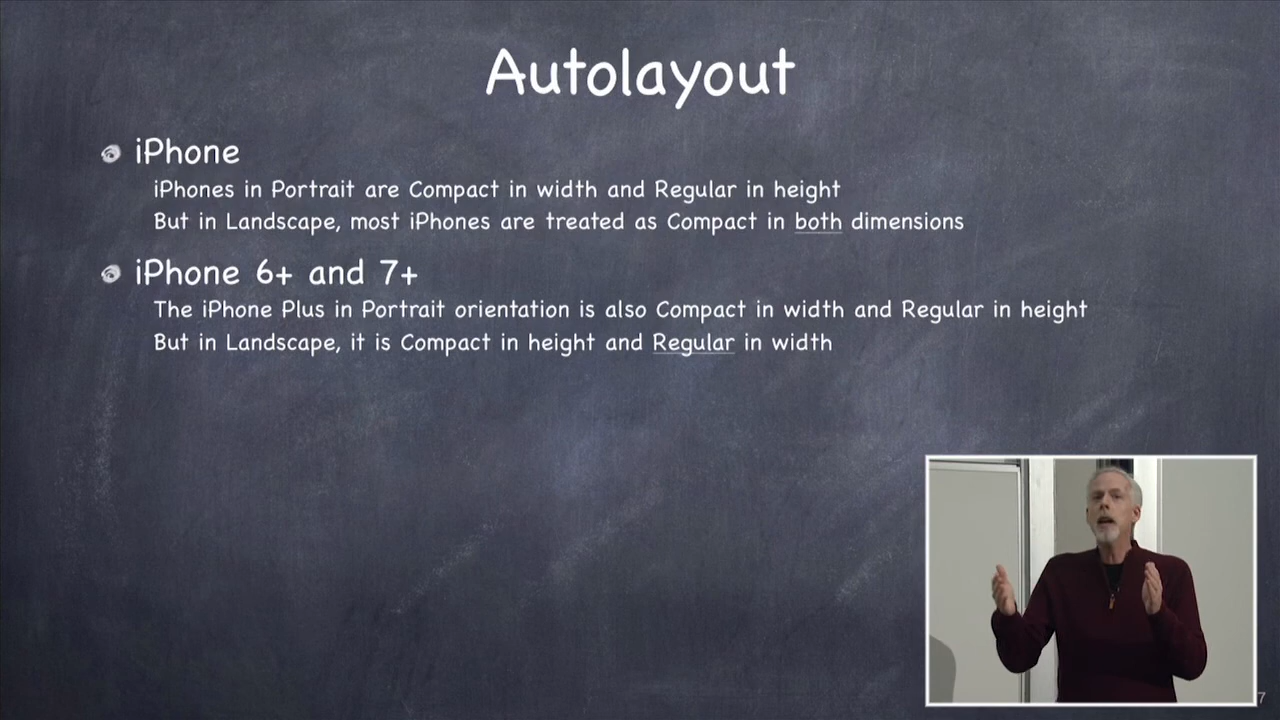 Autolayout
iPhone
iPhones in Portrait are Compact in width and Regular in height
But in Landscape, most iPhones are treated as Compact in both dimensions
iPhone 6+ and 7+
The iPhone Plus in Portrait orientation is also Compact in width and Regular in height
But in Landscape, it is Compact in height and Regular in width
7